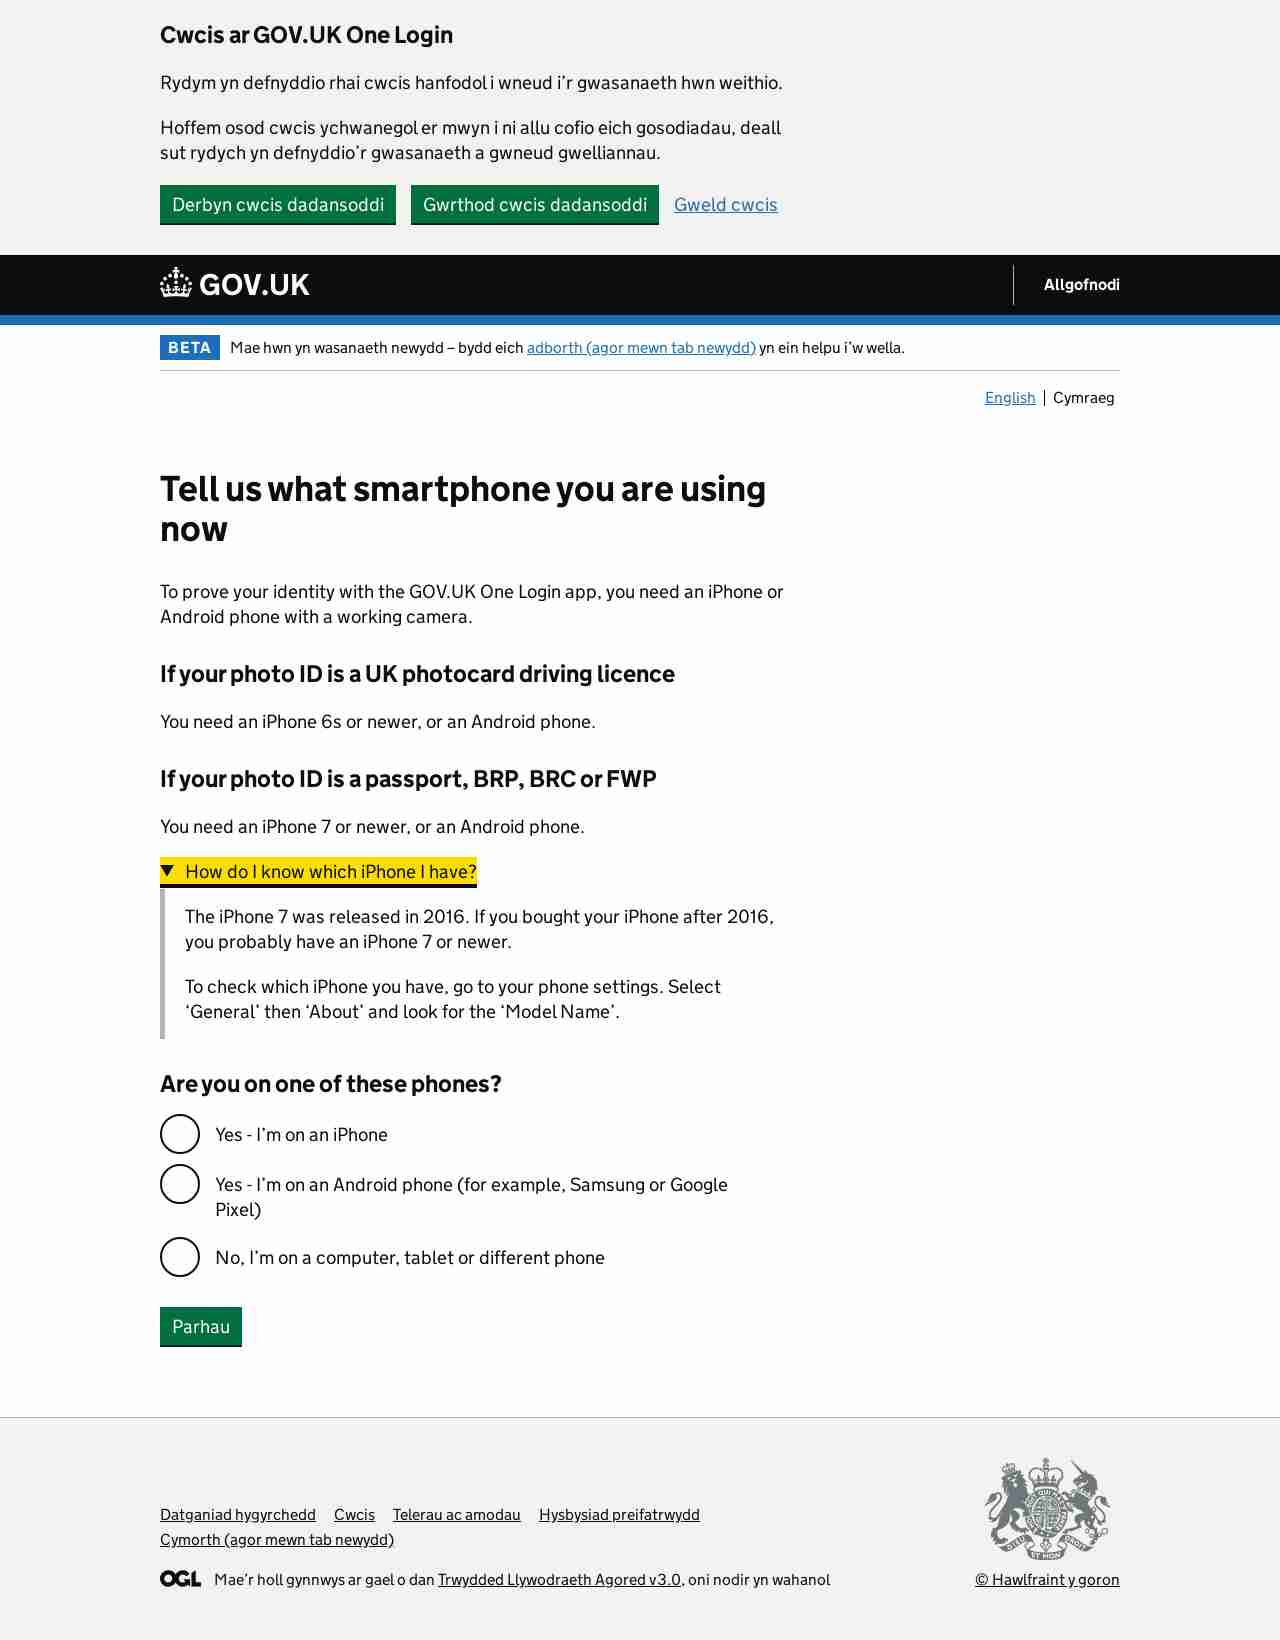 Cwcis ar GOV.UK One Login
Rydym yn defnyddio rhai cwcis hanfodol i wneud i’r gwasanaeth hwn weithio.
Hoffem osod cwcis ychwanegol er mwyn i ni allu cofio eich gosodiadau, deall
sut rydych yn defnyddio’r gwasanaeth a gwneud gwelliannau.
Derbyn cwcis dadansoddi Gwrthod cwcis dadansoddi Gweld cwcis
GOV.UK Allgofnodi
BETA Mae hwn yn wasanaeth newydd – bydd eich adborth (agor mewn tab newydd) yn ein helpu i’w wella.
English Cymraeg
Tell us what smartphone you are using
now
To prove your identity with the GOV.UK One Login app, you need an iPhone or
Android phone with a working camera.
If your photo ID is a UK photocard driving licence
You need an iPhone 6s or newer, or an Android phone.
If your photo ID is a passport, BRP, BRC or FWP
You need an iPhone 7 or newer, or an Android phone.
How do I know which iPhone I have?
The iPhone 7 was released in 2016. If you bought your iPhone after 2016,
you probably have an iPhone 7 or newer.
To check which iPhone you have, go to your phone settings. Select
‘General’ then ‘About’ and look for the ‘Model Name’.
Are you on one of these phones?
Yes - I’m on an iPhone
Yes - I’m on an Android phone (for example, Samsung or Google
Pixel)
No, I’m on a computer, tablet or different phone
Parhau
Datganiad hygyrchedd Cwcis Telerau ac amodau Hysbysiad preifatrwydd
Cymorth (agor mewn tab newydd)
OGL Mae’r holl gynnwys ar gael o dan Trwydded Llywodraeth Agored v3.0, oni nodir yn wahanol
© Hawlfraint y goron